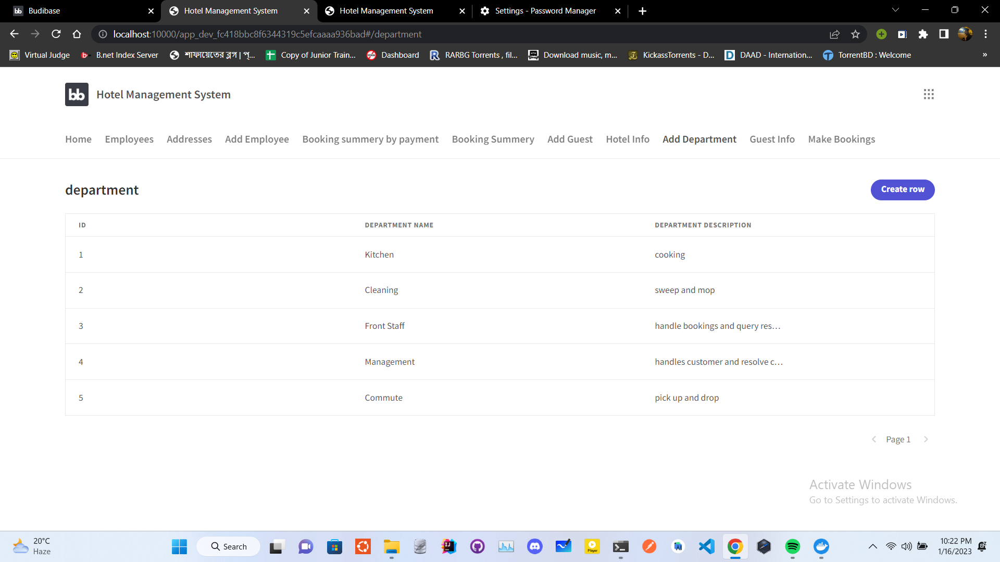 bb Budibase
Hotel Management System
Hotel Management System
Settings - Password Manager
localhost:10000/app_dev_fc418bbc8f6344319c5efcaaaa936bad#/department
Virtual Judge
b• B.net Index Server
শাফায়েতের ব্লগ | প্...
Copy of Junior Train...
Dashboard
R RARBG Torrents , fil...
Download music, m...
KickassTorrents - D...
D DAAD - Internation...
T TorrentBD : Welcome
»
bb Hotel Management System
Home Employees Addresses Add Employee Booking summery by payment Booking Summery Add Guest Hotel Info Add Department Guest Info Make Bookings
department
Create row
ID DEPARTMENT NAME DEPARTMENT DESCRIPTION
1 Kitchen cooking
2 Cleaning sweep and mop
3 Front Staff handle bookings and query res...
4 Management handles customer and resolve c...
5 Commute pick up and drop
Page 1
Activate Windows
Go to Settings to activate Windows.
20°C
Haze
Search
IJ
Player
10:22 PM
1/16/2023